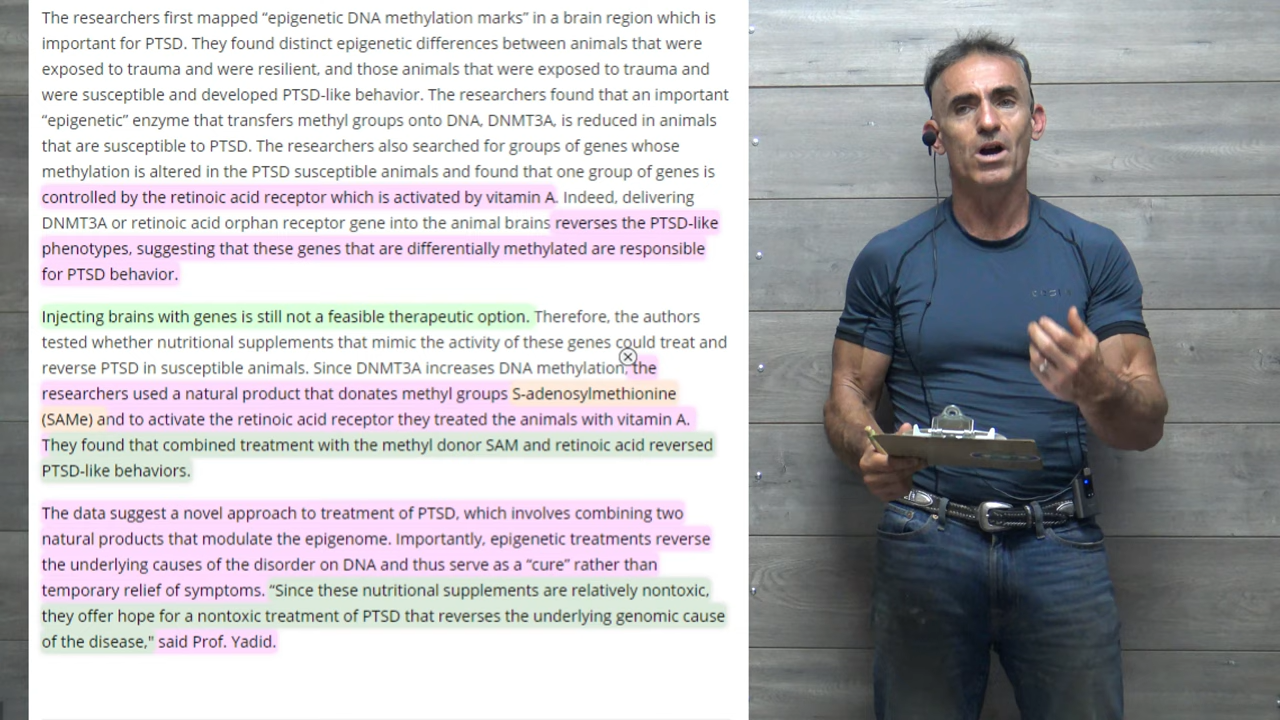 The researchers first mapped “epigenetic DNA methylation marks” in a brain region which is
important for PTSD. They found distinct epigenetic differences between animals that were
exposed to trauma and were resilient, and those animals that were exposed to trauma and
were susceptible and developed PTSD-like behavior. The researchers found that an important
“epigenetic” enzyme that transfers methyl groups onto DNA, DNMT3A, is reduced in animals
that are susceptible to PTSD. The researchers also searched for groups of genes whose
methylation is altered in the PTSD susceptible animals and found that one group of genes is
controlled by the retinoic acid receptor which is activated by vitamin A. Indeed, delivering
DNMT3A or retinoic acid orphan receptor gene into the animal brains reverses the PTSD-like
phenotypes, suggesting that these genes that are differentially methylated are responsible
for PTSD behavior.
Injecting brains with genes is still not a feasible therapeutic option. Therefore, the authors
tested whether nutritional supplements that mimic the activity of these genes could treat and
reverse PTSD in susceptible animals. Since DNMT3A increases DNA methylation, the
researchers used a natural product that donates methyl groups S-adenosylmethionine
(SAMe) and to activate the retinoic acid receptor they treated the animals with vitamin A.
They found that combined treatment with the methyl donor SAM and retinoic acid reversed
PTSD-like behaviors.
The data suggest a novel approach to treatment of PTSD, which involves combining two
natural products that modulate the epigenome. Importantly, epigenetic treatments reverse
the underlying causes of the disorder on DNA and thus serve as a “cure” rather than
temporary relief of symptoms. “Since these nutritional supplements are relatively nontoxic,
they offer hope for a nontoxic treatment of PTSD that reverses the underlying genomic cause
of the disease," said Prof. Yadid.